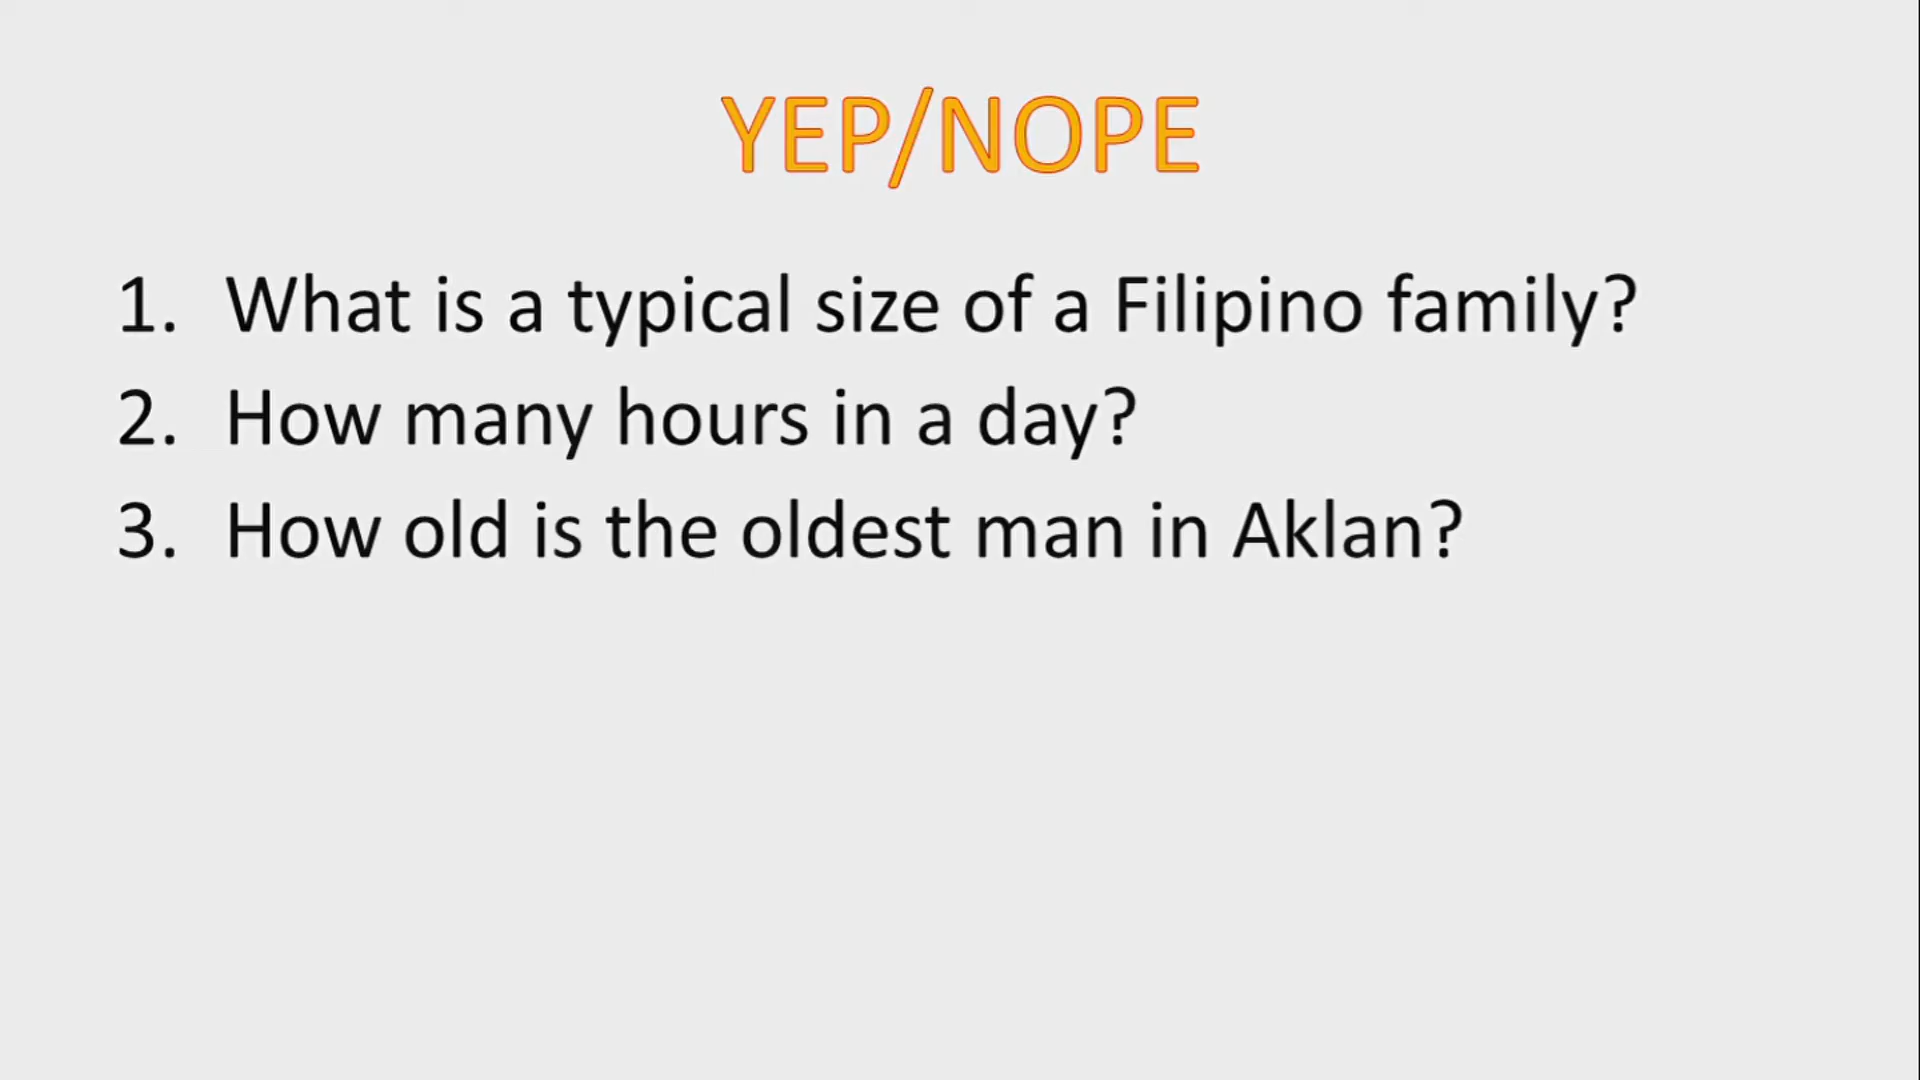 YEP/NOPE
1. What is a typical size of a Filipino family?
2. How many hours in a day?
3. How old is the oldest man in Aklan?